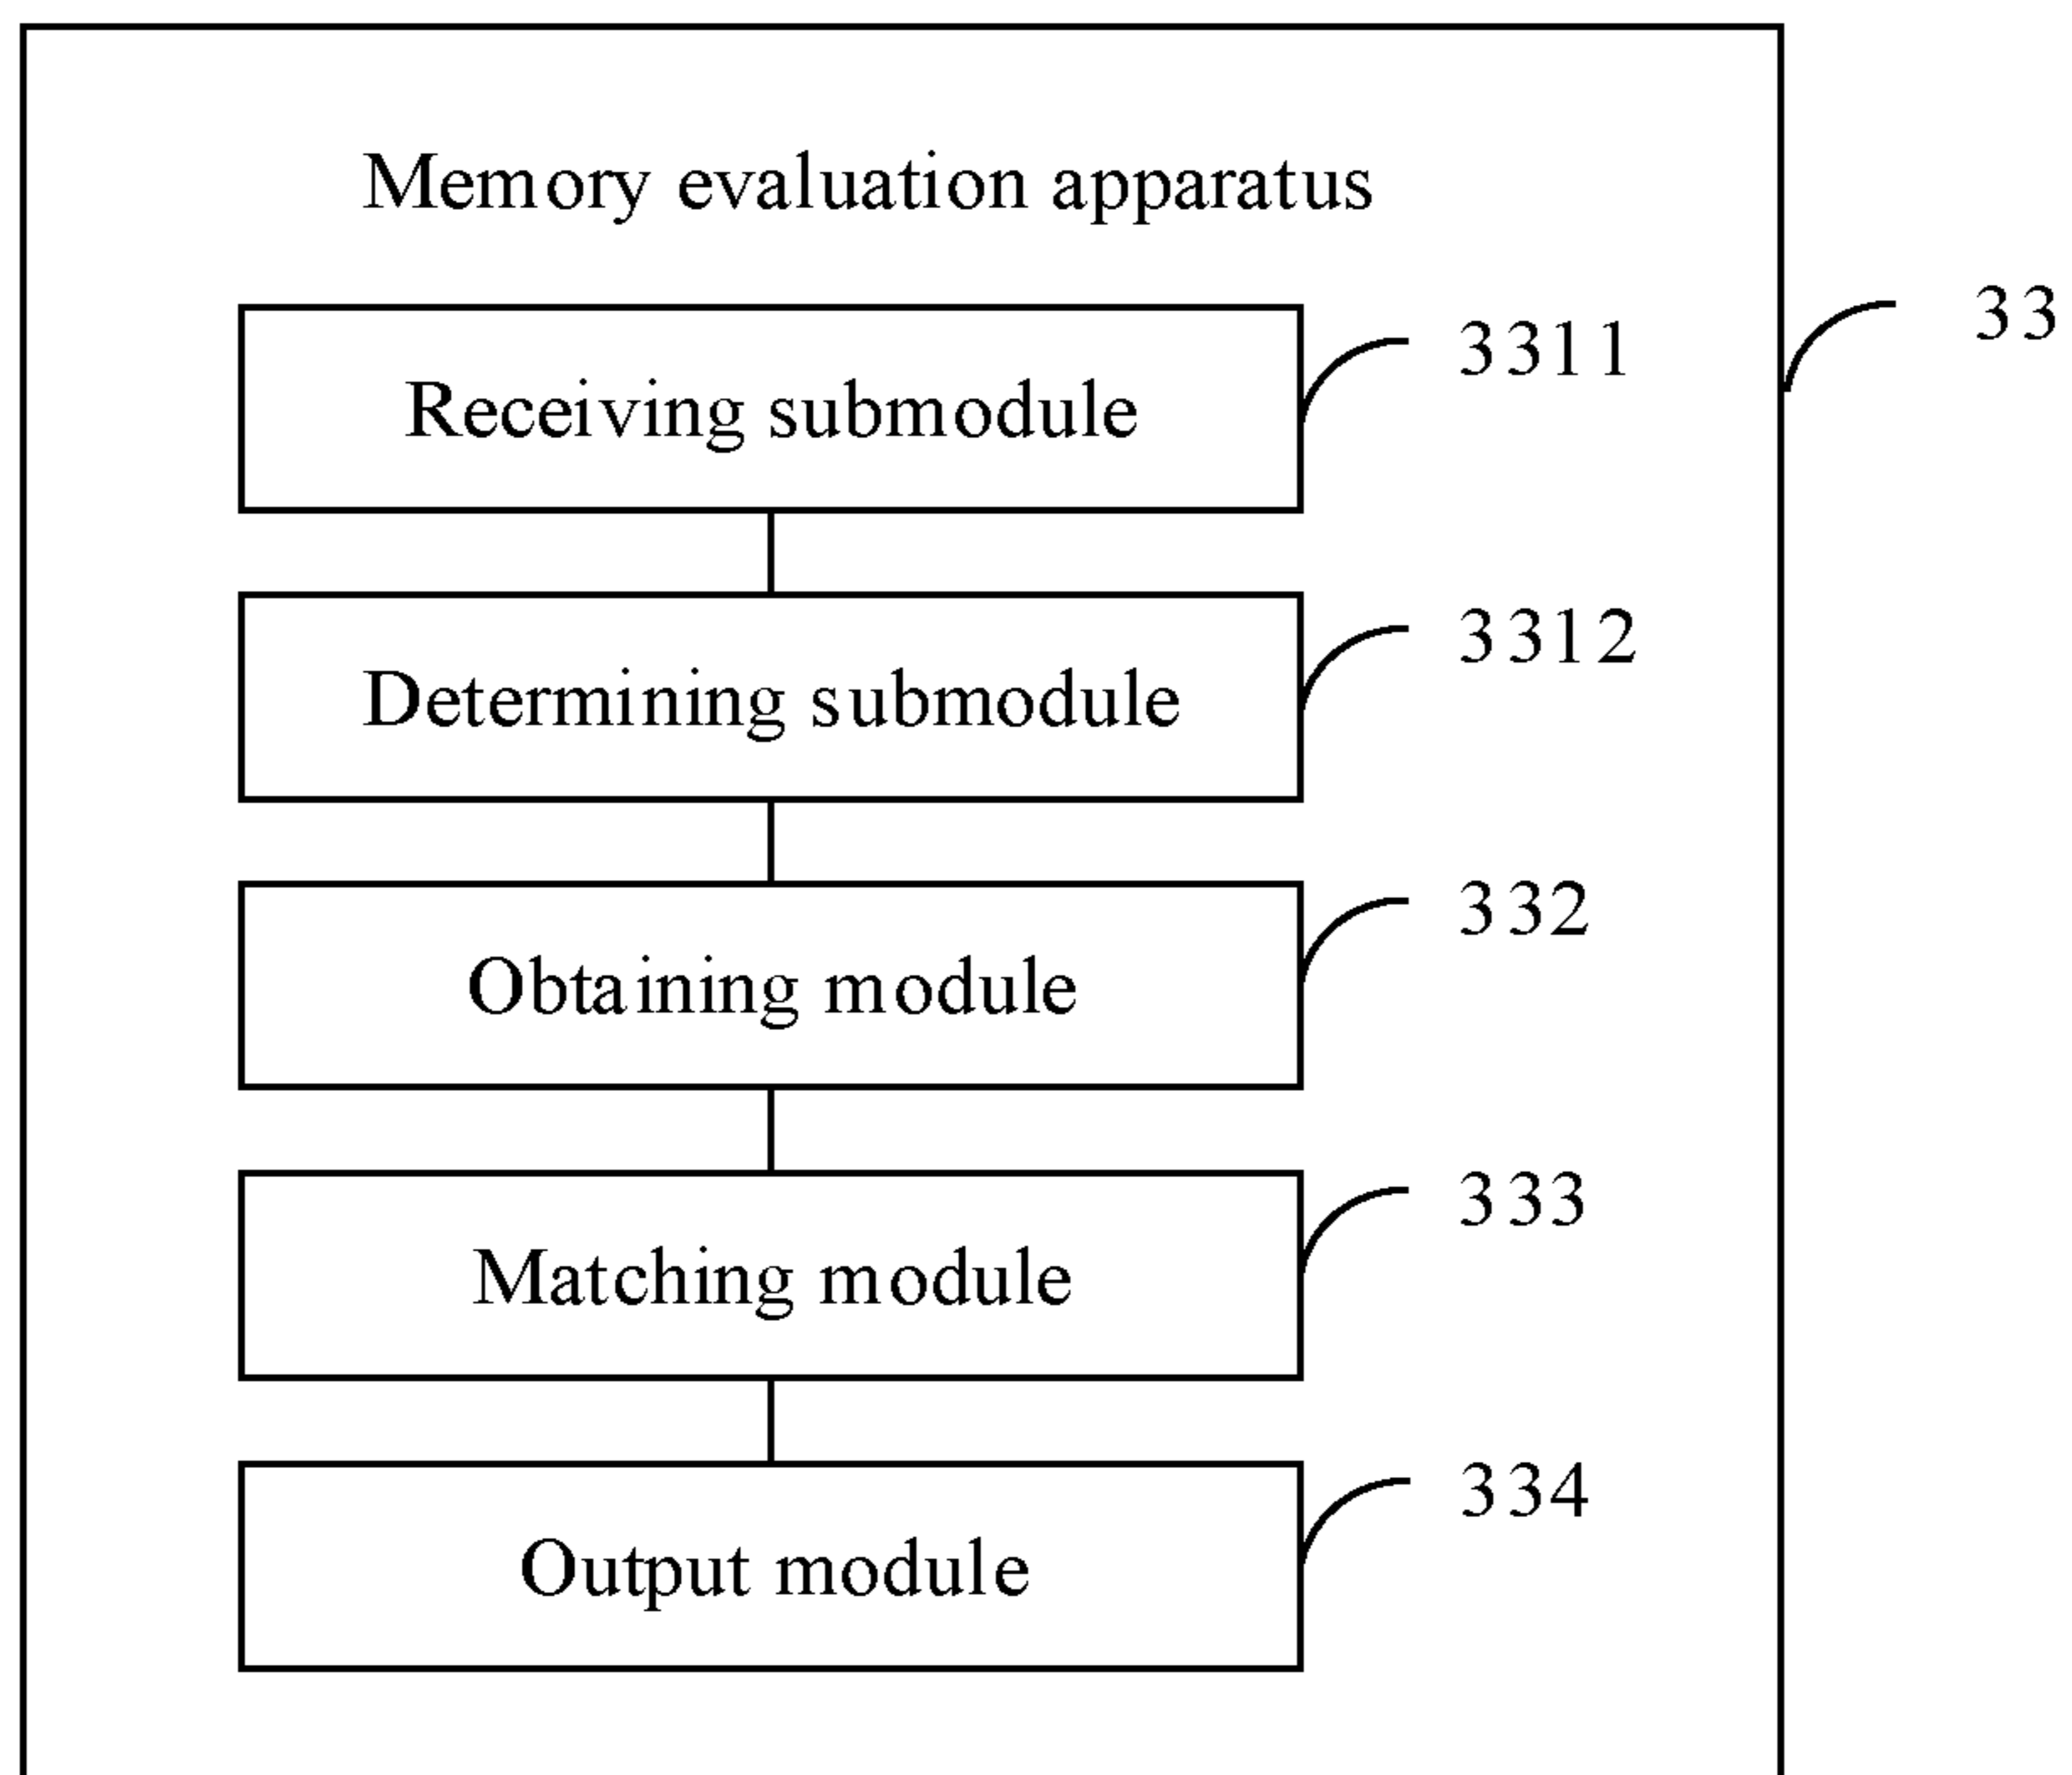 Memory evaluation apparatus
33
Receiving submodule
3311
Determining submodule
3312
Obtaining module
332
Matching module
333
Output module
334